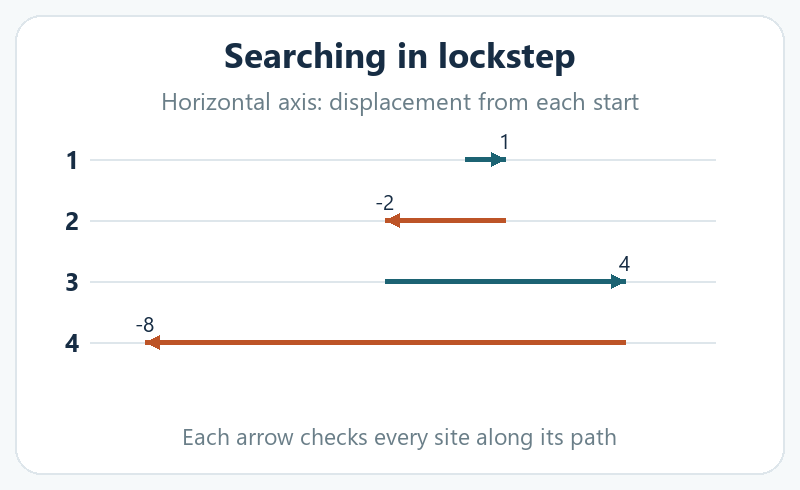 Searching in lockstep
Horizontal axis: displacement from each start
1
1
2
-2
3
4
4
-8
Each arrow checks every site along its path